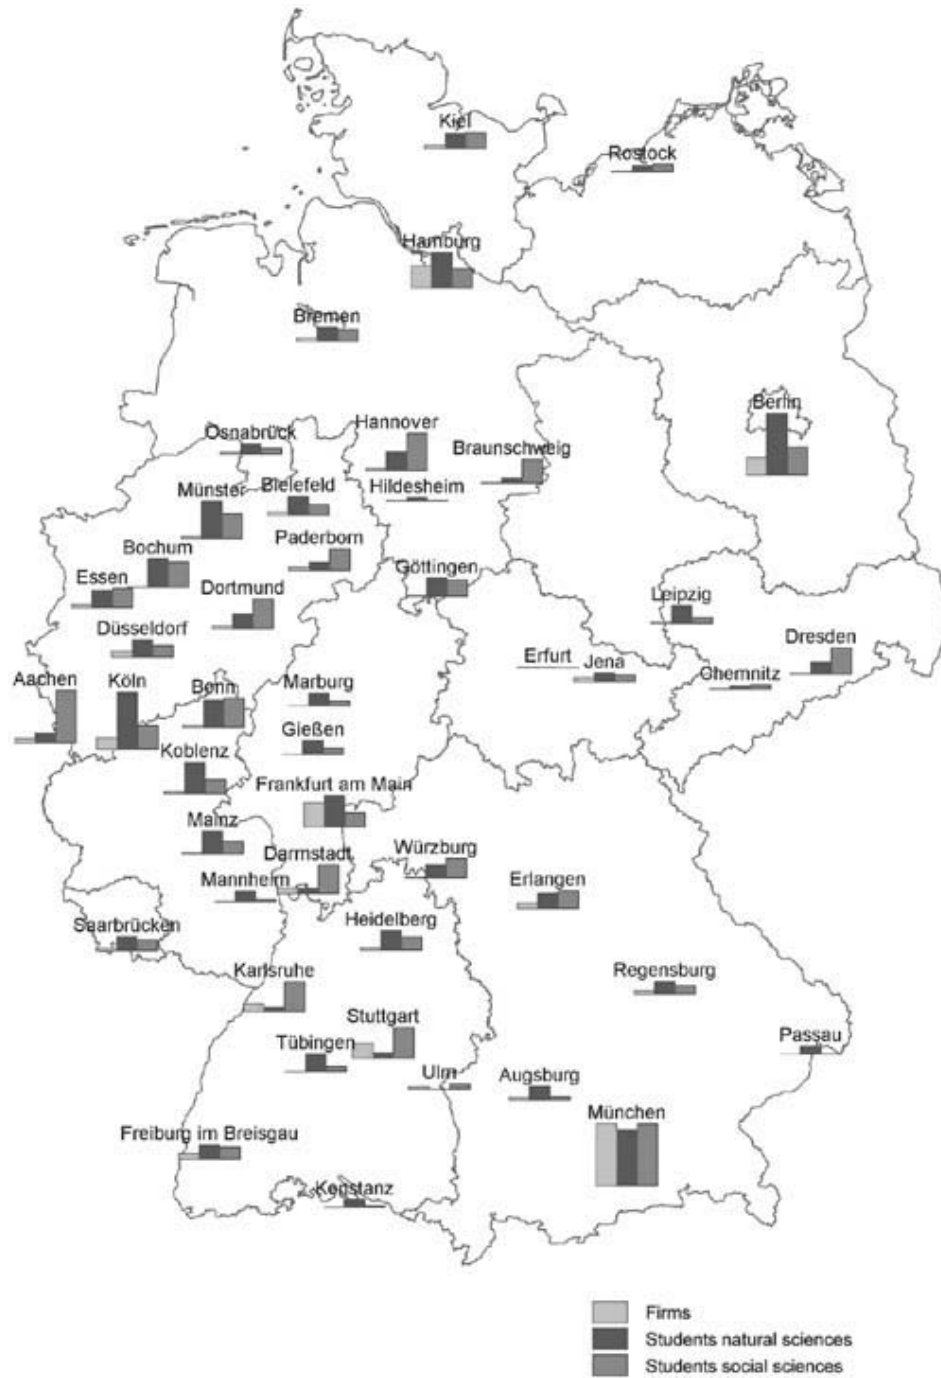 Kiel
Rostock
Hamburg
Bremen
Berlin
Osnabrück
Hannover
Braunschweig
Münster
Bielefeld
Hildesheim
Bochum
Paderborn
Essen
Dortmund
Göttingen
Leipzig
Düsseldorf
Erfurt
Jena
Dresden
Chemnitz
Aachen
Köln
Bonn
Marburg
Gießen
Koblenz
Frankfurt am Main
Mainz
Darmstadt
Würzburg
Mannheim
Erlangen
Saarbrücken
Heidelberg
Karlsruhe
Regensburg
Stuttgart
Tübingen
Passau
Ulm
Augsburg
München
Freiburg im Breisgau
Konstanz
Firms
Students natural sciences
Students social sciences